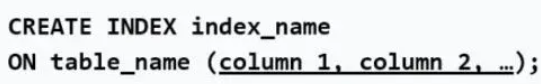 CREATE INDEX index_name
ON table_name (column 1, column 2, …);